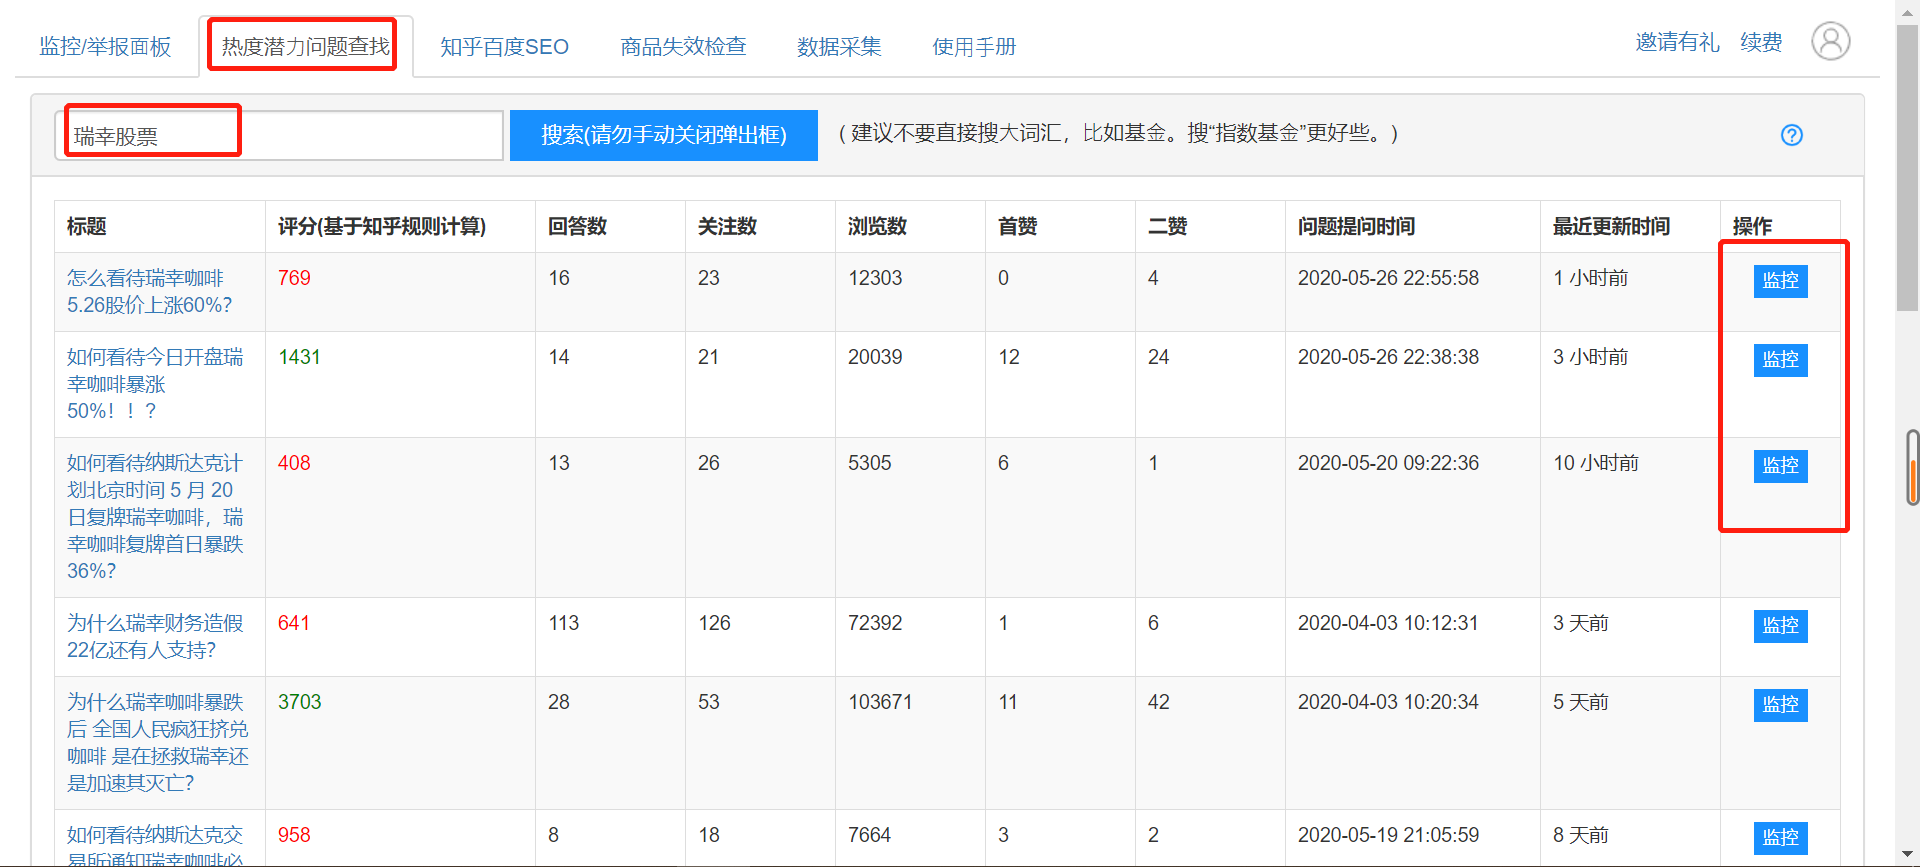 监控/举报面板 热度潜力问题查找 知乎百度SEO 商品失效检查 数据采集 使用手册 邀请有礼 续费
瑞幸股票 搜索(请勿手动关闭弹出框) （建议不要直接搜大词汇，比如基金。搜“指数基金”更好些。）
标题 评分(基于知乎规则计算) 回答数 关注数 浏览数 首赞 二赞 问题提问时间 最近更新时间 操作
怎么看待瑞幸咖啡 769 16 23 12303 0 4 2020-05-26 22:55:58 1 小时前 监控
5.26股价上涨60%?
如何看待今日开盘瑞 1431 14 21 20039 12 24 2020-05-26 22:38:38 3 小时前 监控
幸咖啡暴涨
50%！！？
如何看待纳斯达克计 408 13 26 5305 6 1 2020-05-20 09:22:36 10 小时前 监控
划北京时间 5 月 20
日复牌瑞幸咖啡，瑞
幸咖啡复牌首日暴跌
36%?
为什么瑞幸财务造假 641 113 126 72392 1 6 2020-04-03 10:12:31 3 天前 监控
22亿还有人支持?
为什么瑞幸咖啡暴跌 3703 28 53 103671 11 42 2020-04-03 10:20:34 5 天前 监控
后 全国人民疯狂挤兑
咖啡 是在拯救瑞幸还
是加速其灭亡?
如何看待纳斯达克交 958 8 18 7664 3 2 2020-05-19 21:05:59 8 天前 监控
易所通知瑞幸咖啡必